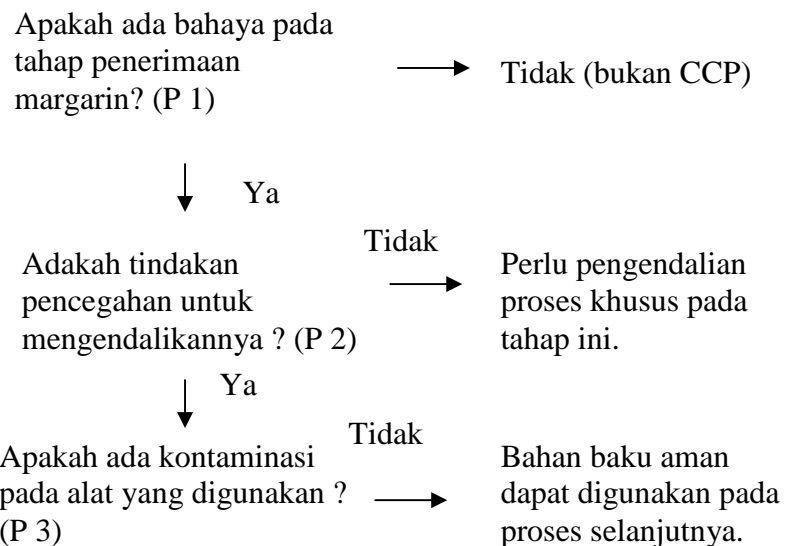 Apakah ada bahaya pada
tahap penerimaan
margarin? (P 1)
Tidak (bukan CCP)
Ya
Adakah tindakan
pencegahan untuk
mengendalikannya ? (P 2)
Tidak
Perlu pengendalian
proses khusus pada
tahap ini.
Ya
Apakah ada kontaminasi
pada alat yang digunakan ?
(P 3)
Tidak
Bahan baku aman
dapat digunakan pada
proses selanjutnya.